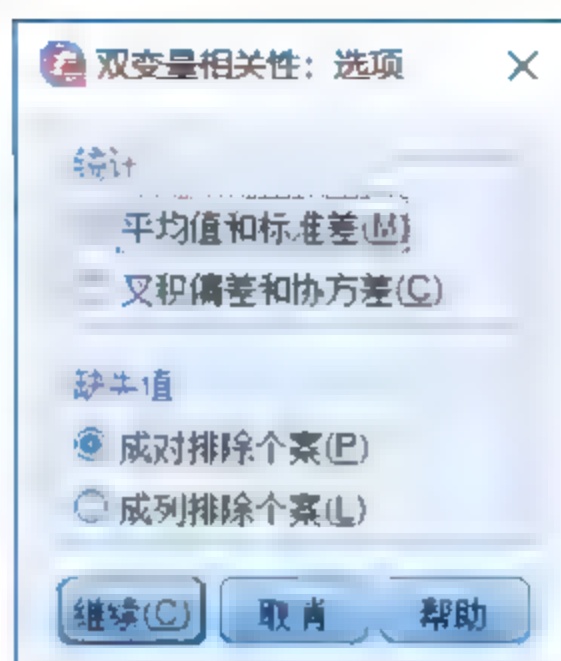 双变量相关性：选项
统计
平均值和标准差(M)
叉积偏差和协方差(C)
缺失值
成对排除个案(P)
成列排除个案(L)
继续(C) 取消 帮助